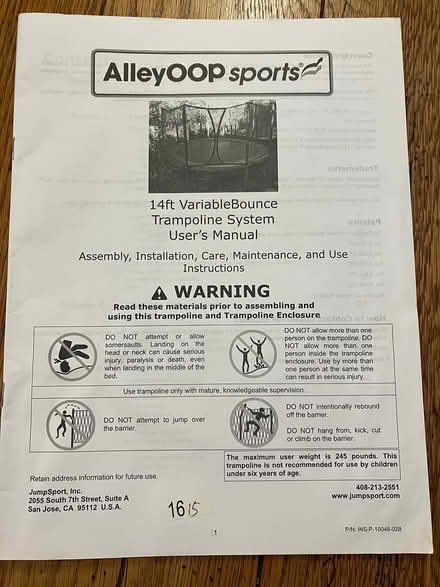 AlleyOOP sports®
14ft VariableBounce
Trampoline System
User's Manual
Assembly, Installation, Care, Maintenance, and Use
Instructions
WARNING
Read these materials prior to assembling and
using this trampoline and Trampoline Enclosure
DO NOT attempt or allow
somersaults. Landing on the
head or neck can cause serious
injury, paralysis or death, even
when landing in the middle of the
bed.
DO NOT allow more than one
person on the trampoline. DO
NOT allow more than one
person inside the trampoline
enclosure. Use by more than
one person at the same time
can result in serious injury.
Use trampoline only with mature, knowledgeable supervision.
DO NOT attempt to jump over
the barrier.
DO NOT intentionally rebound
off the barrier.
DO NOT hang from, kick, cut
or climb on the barrier.
The maximum user weight is 245 pounds. This
trampoline is not recommended for use by children
under six years of age.
Retain address information for future use.
JumpSport, Inc.
2055 South 7th Street, Suite A
San Jose, CA 95112 U.S.A.
1615
408-213-2551
www.jumpsport.com
1
P/N: INS-P-10048-02B